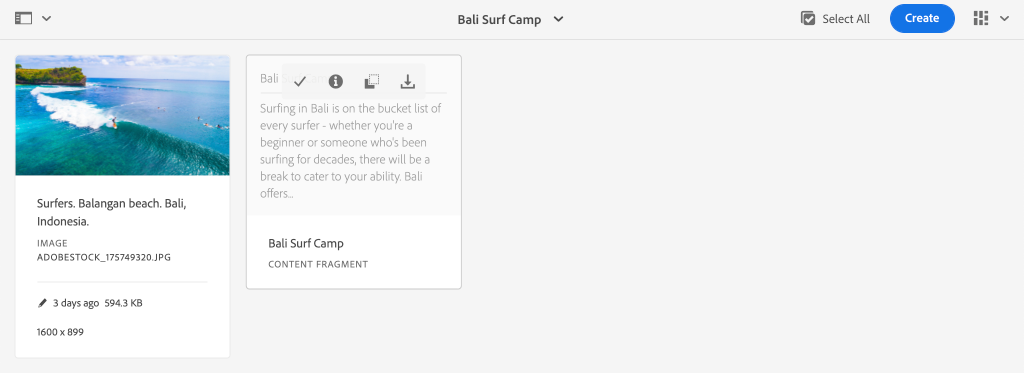 Bali Surf Camp
Select All
Create
Surfers. Balangan beach. Bali,
Indonesia.
IMAGE
ADOBESTOCK_175749320.JPG
3 days ago 594.3 KB
1600 x 899
Bali
Surfing in Bali is on the bucket list of
every surfer - whether you're a
beginner or someone who's been
surfing for decades, there will be a
break to cater to your ability. Bali
offers...
Bali Surf Camp
CONTENT FRAGMENT